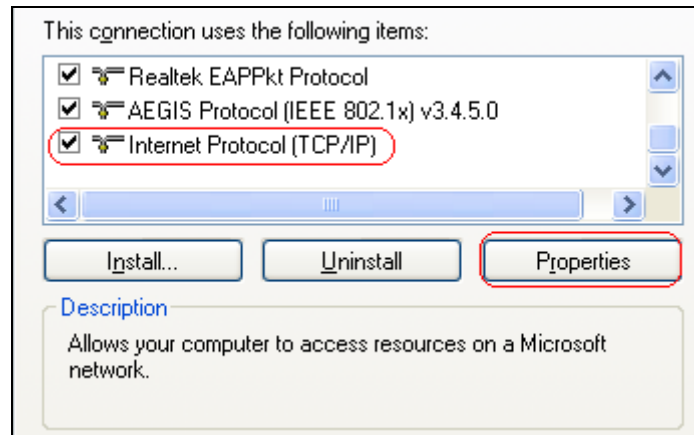 This connection uses the following items:
Realtek EAPPkt Protocol
AEGIS Protocol (IEEE 802.1x) v3.4.5.0
Internet Protocol (TCP/IP)
Install...
Uninstall
Properties
Description
Allows your computer to access resources on a Microsoft
network.